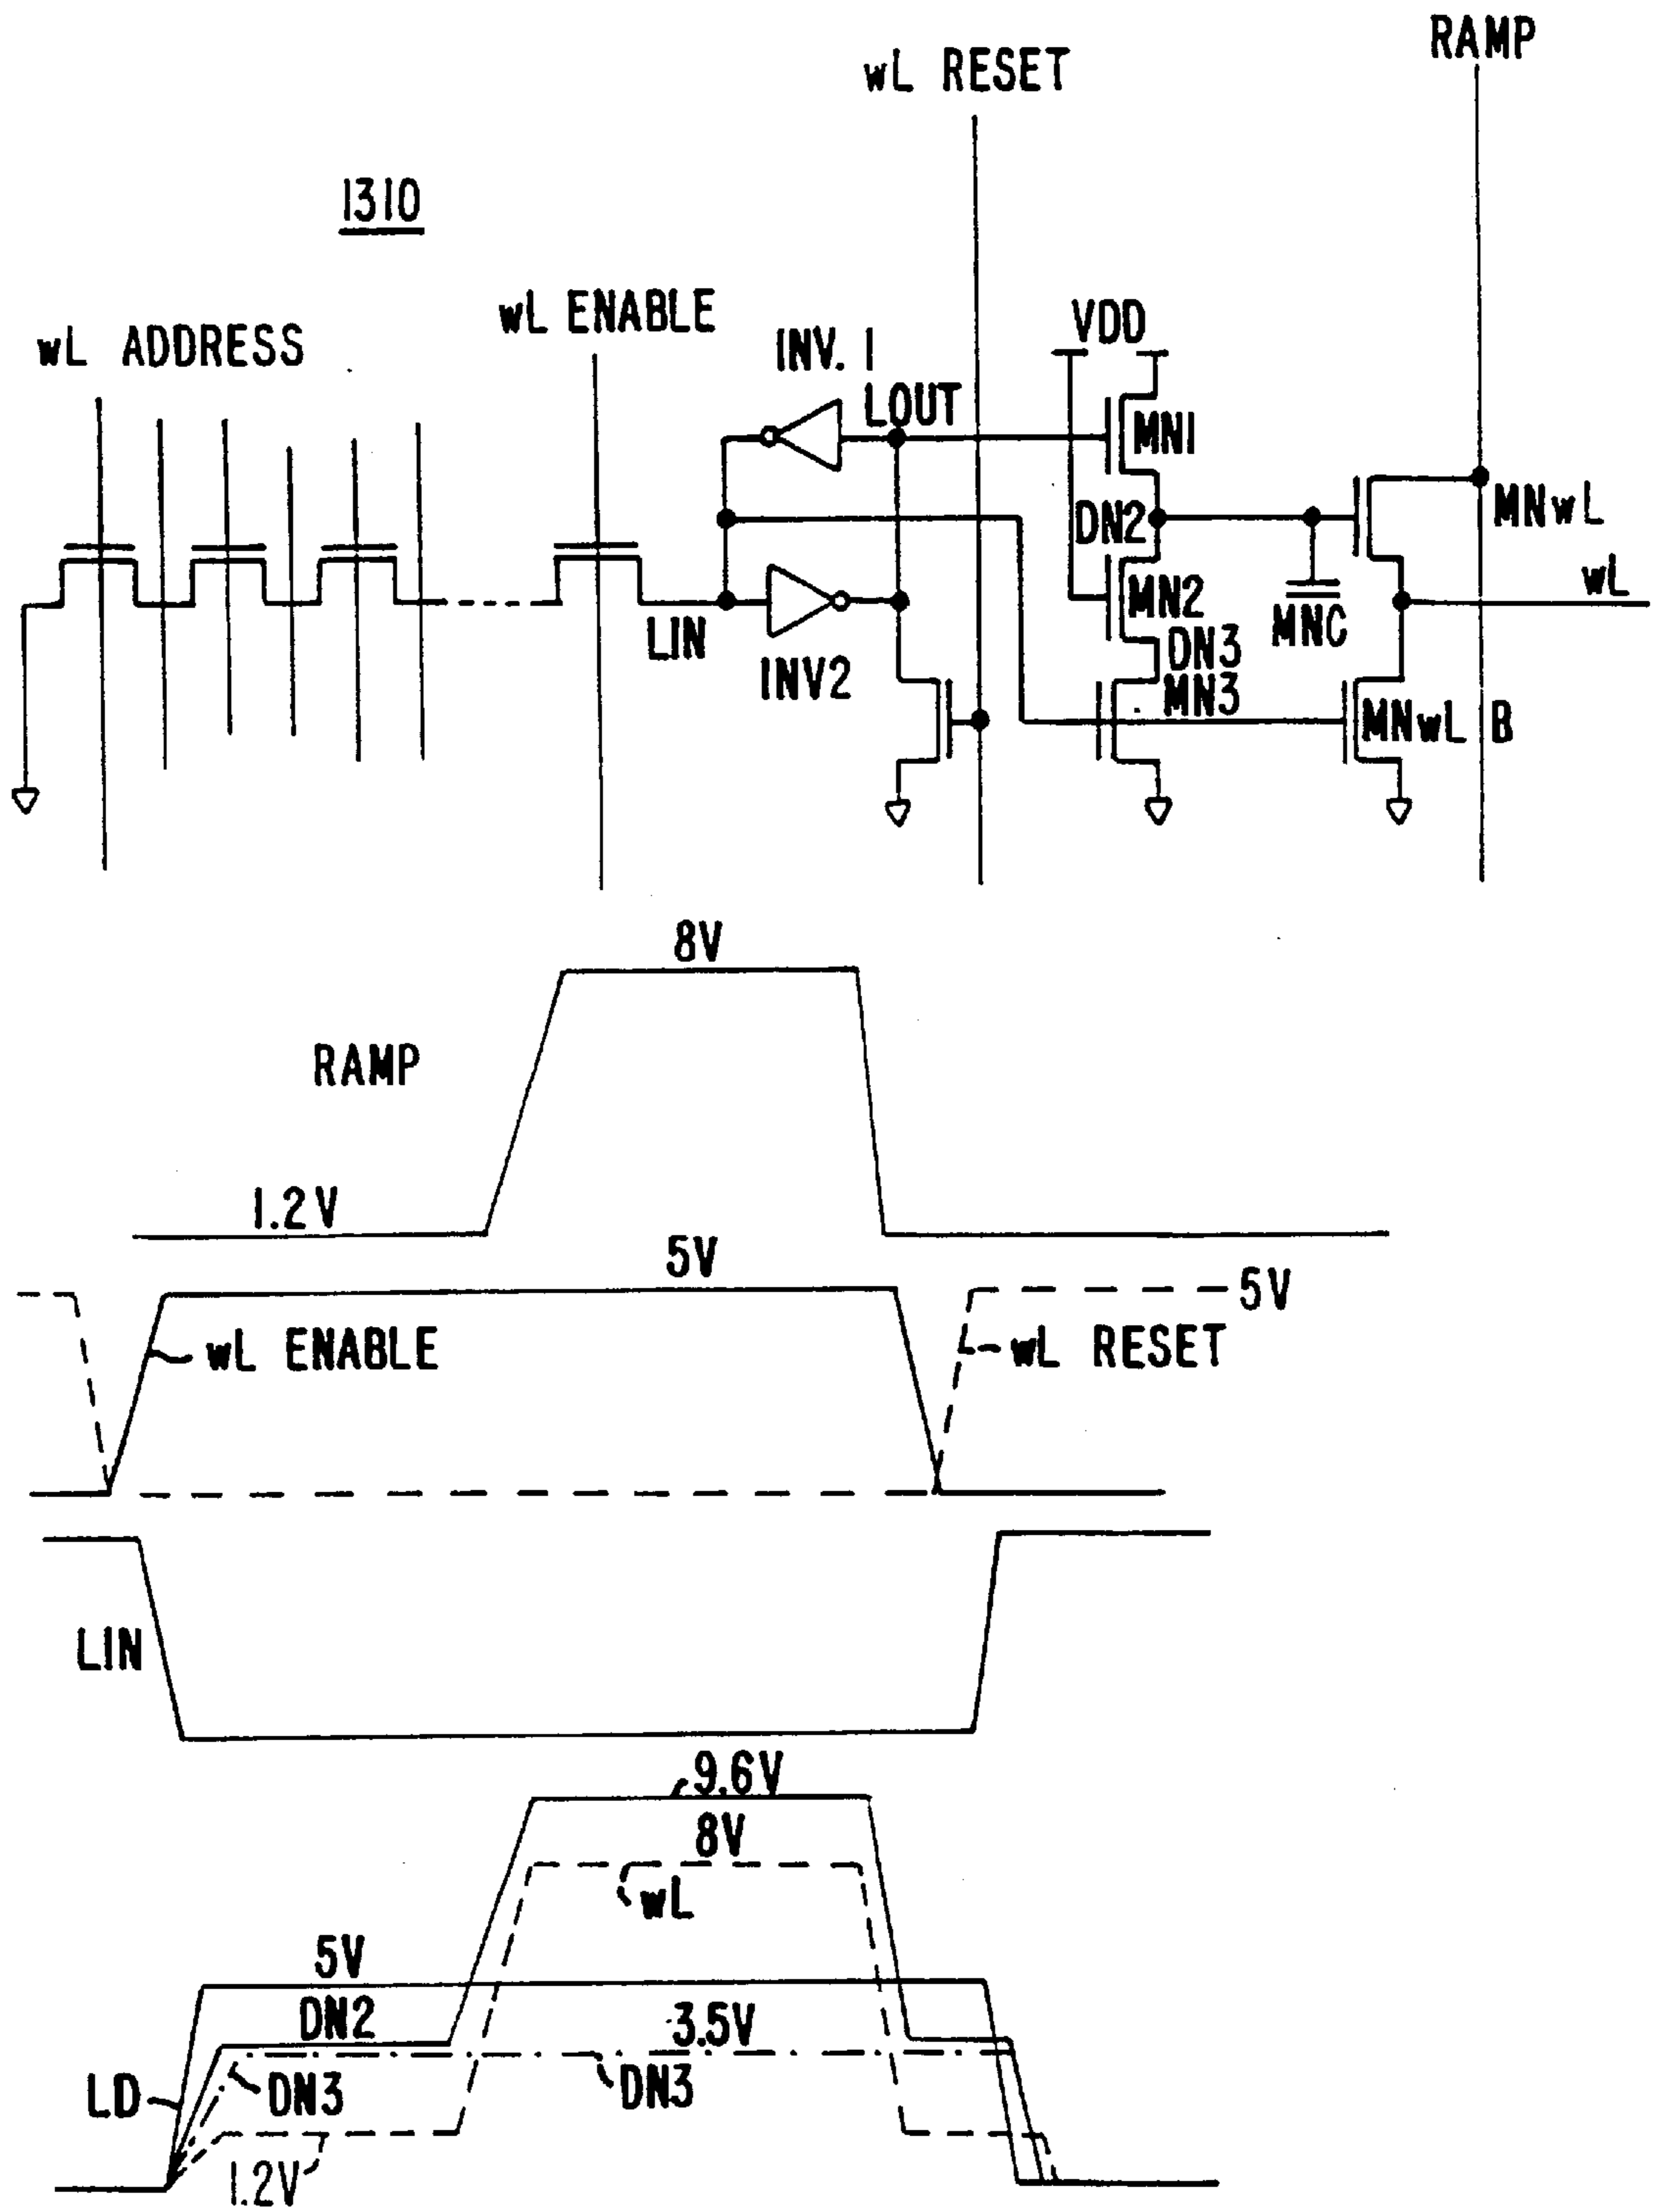 RAMP
wL RESET
1310
wL ENABLE
wL ADDRESS
VDD
INV. 1
LOUT
MN1
DN2
MNwL
wL
MN2
MNC
LIN
DN3
INV2
MN3
MNwL B
8V
RAMP
1.2V
5V
5V
wL ENABLE
wL RESET
LIN
9.6V
8V
wL
5V
DN2
3.5V
LD
DN3
DN3
1.2V